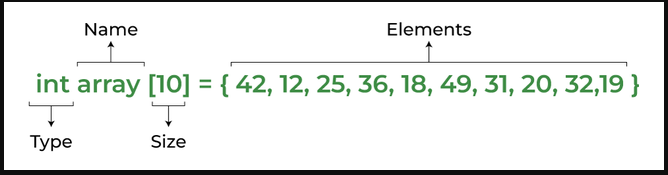 Name Elements
int array [10] = { 42, 12, 25, 36, 18, 49, 31, 20, 32,19 }
Type Size